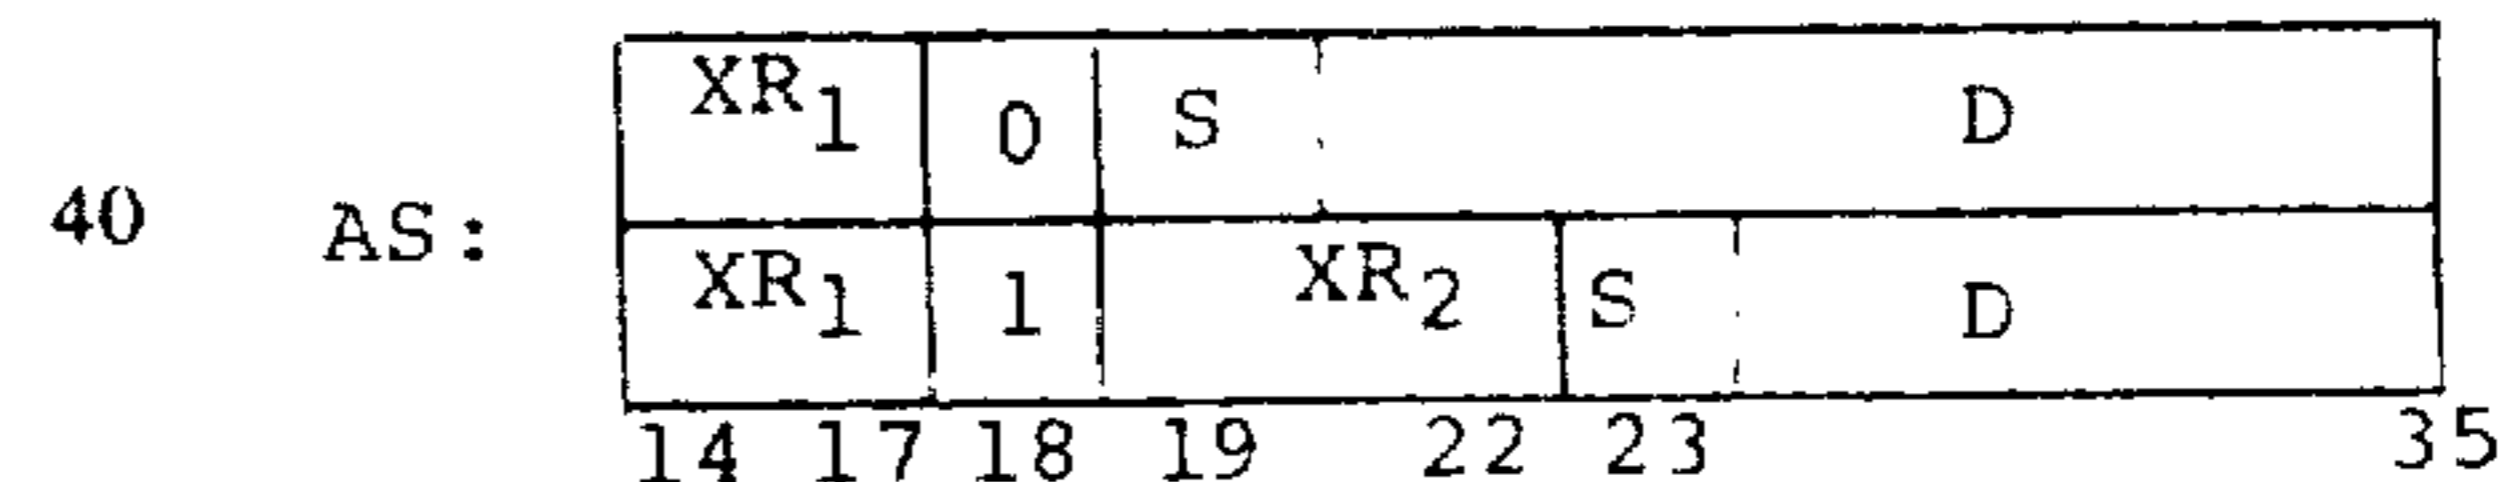 XR1 0 S D
40 AS:
XR1 1 XR2 S D
14 17 18 19 22 23 35